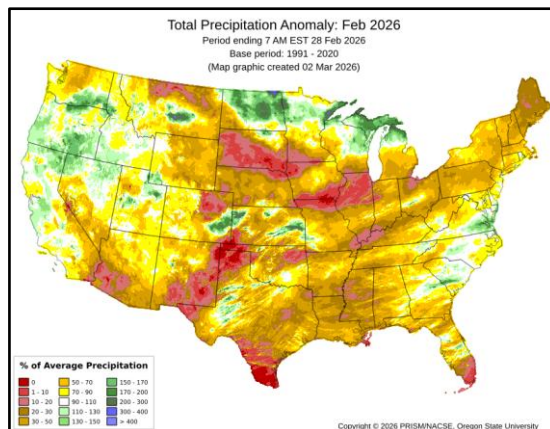 Total Precipitation Anomaly: Feb 2026
Period ending 7 AM EST 28 Feb 2026
Base period: 1991 - 2020
(Map graphic created 02 Mar 2026)
% of Average Precipitation
0
1 - 10
10 - 20
20 - 30
30 - 50
50 - 70
70 - 90
90 - 110
110 - 130
130 - 150
150 - 170
170 - 200
200 - 300
300 - 400
> 400
Copyright © 2026 PRISM/NACSE, Oregon State University